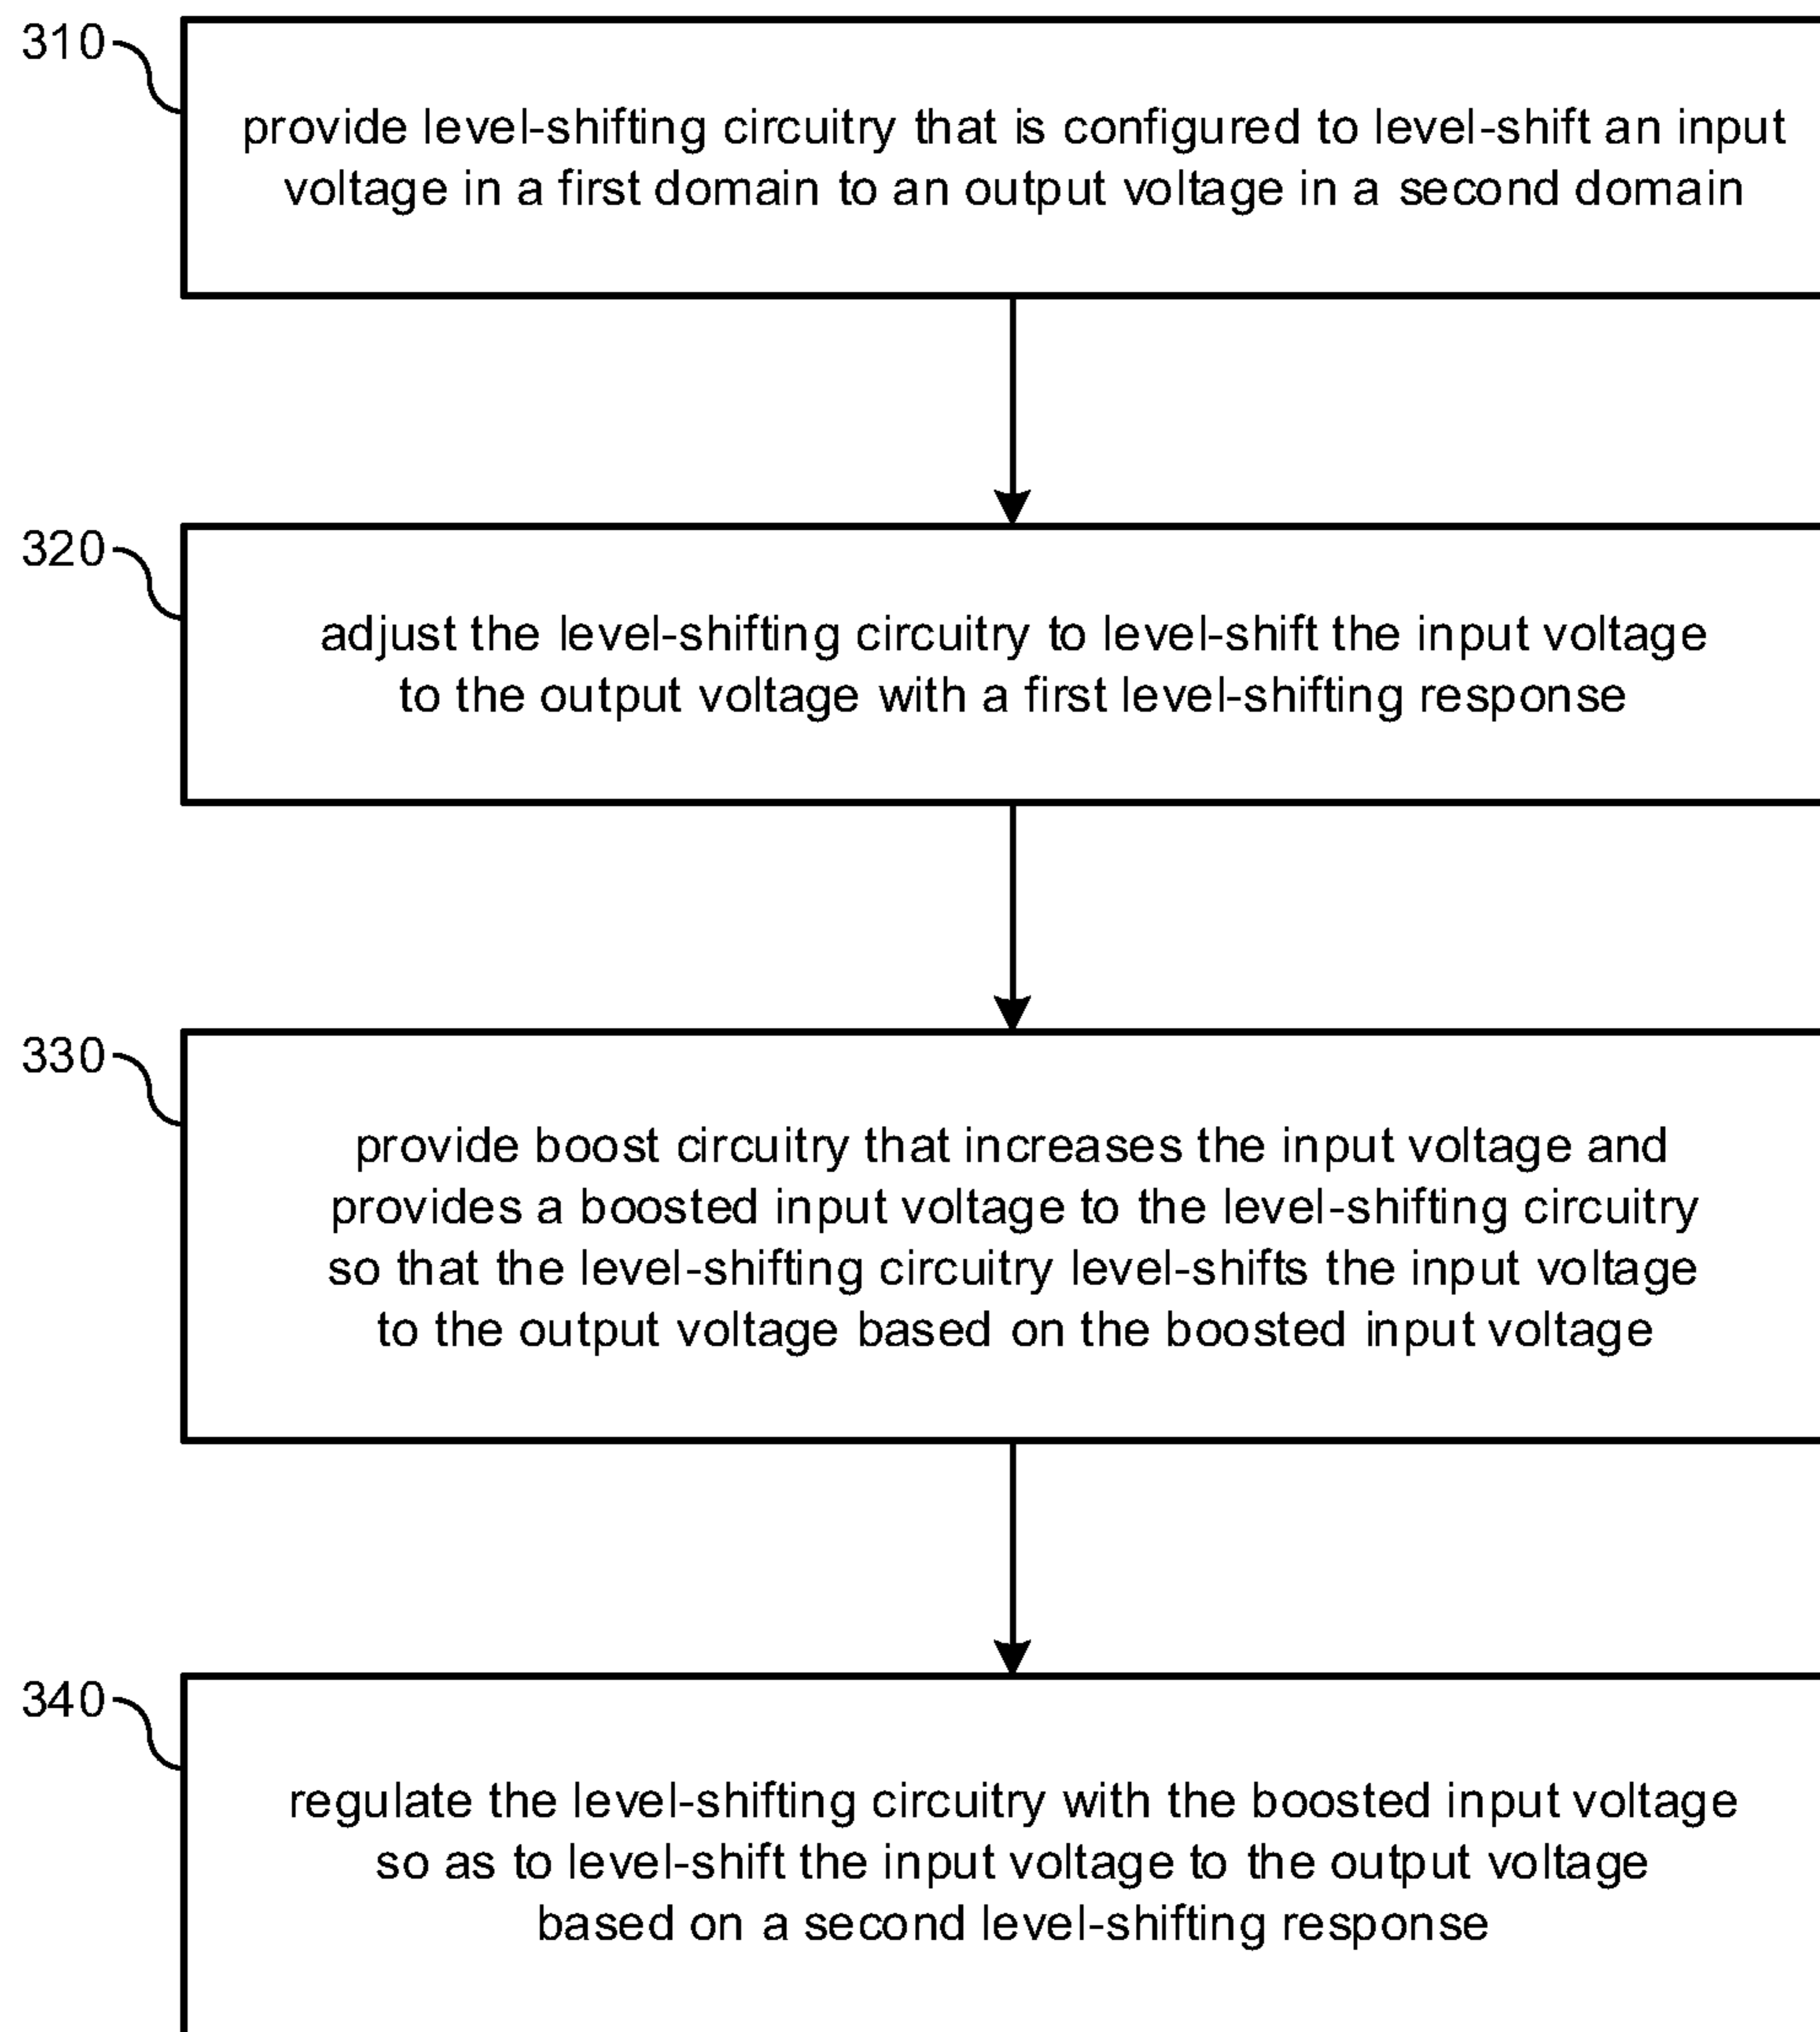 310
provide level-shifting circuitry that is configured to level-shift an input
voltage in a first domain to an output voltage in a second domain
320
adjust the level-shifting circuitry to level-shift the input voltage
to the output voltage with a first level-shifting response
330
provide boost circuitry that increases the input voltage and
provides a boosted input voltage to the level-shifting circuitry
so that the level-shifting circuitry level-shifts the input voltage
to the output voltage based on the boosted input voltage
340
regulate the level-shifting circuitry with the boosted input voltage
so as to level-shift the input voltage to the output voltage
based on a second level-shifting response